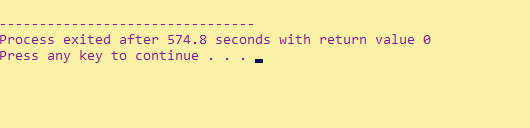 --------------------------------
Process exited after 574.8 seconds with return value 0
Press any key to continue . . .